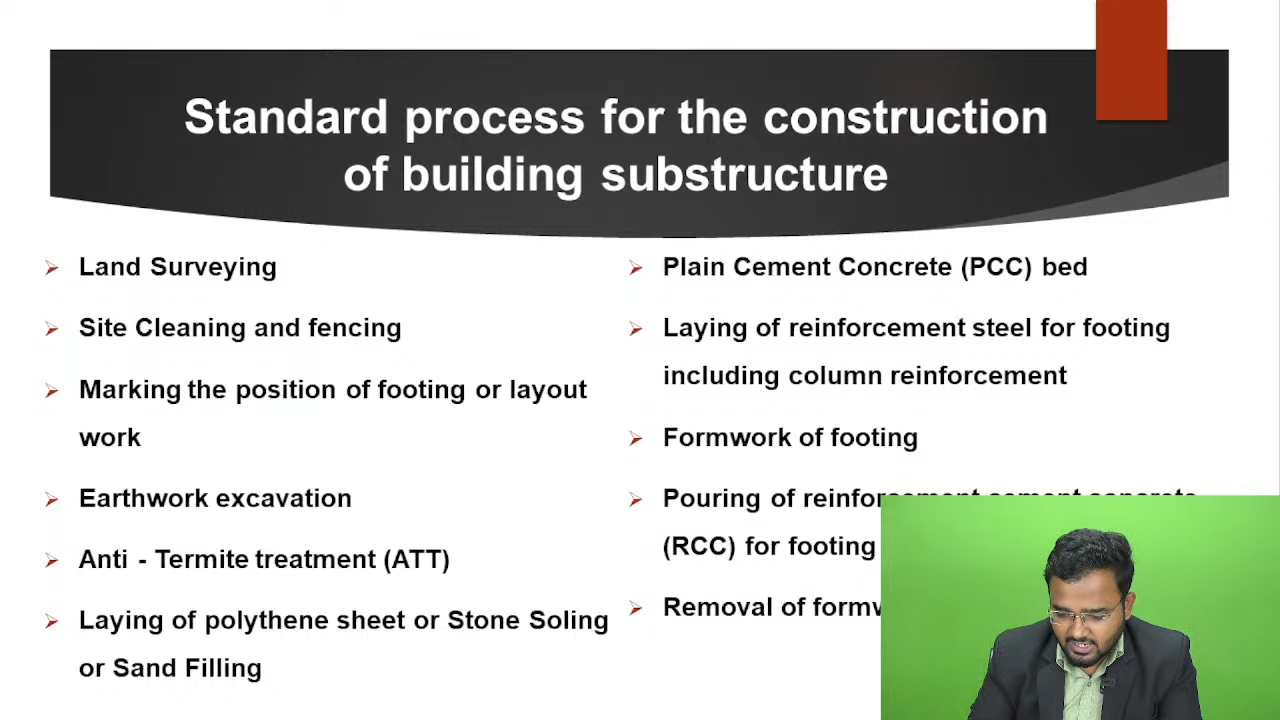 Standard process for the construction
of building substructure
Land Surveying
Site Cleaning and fencing
Marking the position of footing or layout
work
Earthwork excavation
Anti - Termite treatment (ATT)
Laying of polythene sheet or Stone Soling
or Sand Filling
Plain Cement Concrete (PCC) bed
Laying of reinforcement steel for footing
including column reinforcement
Formwork of footing
Pouring of reinforcement cement concrete
(RCC) for footing
Removal of